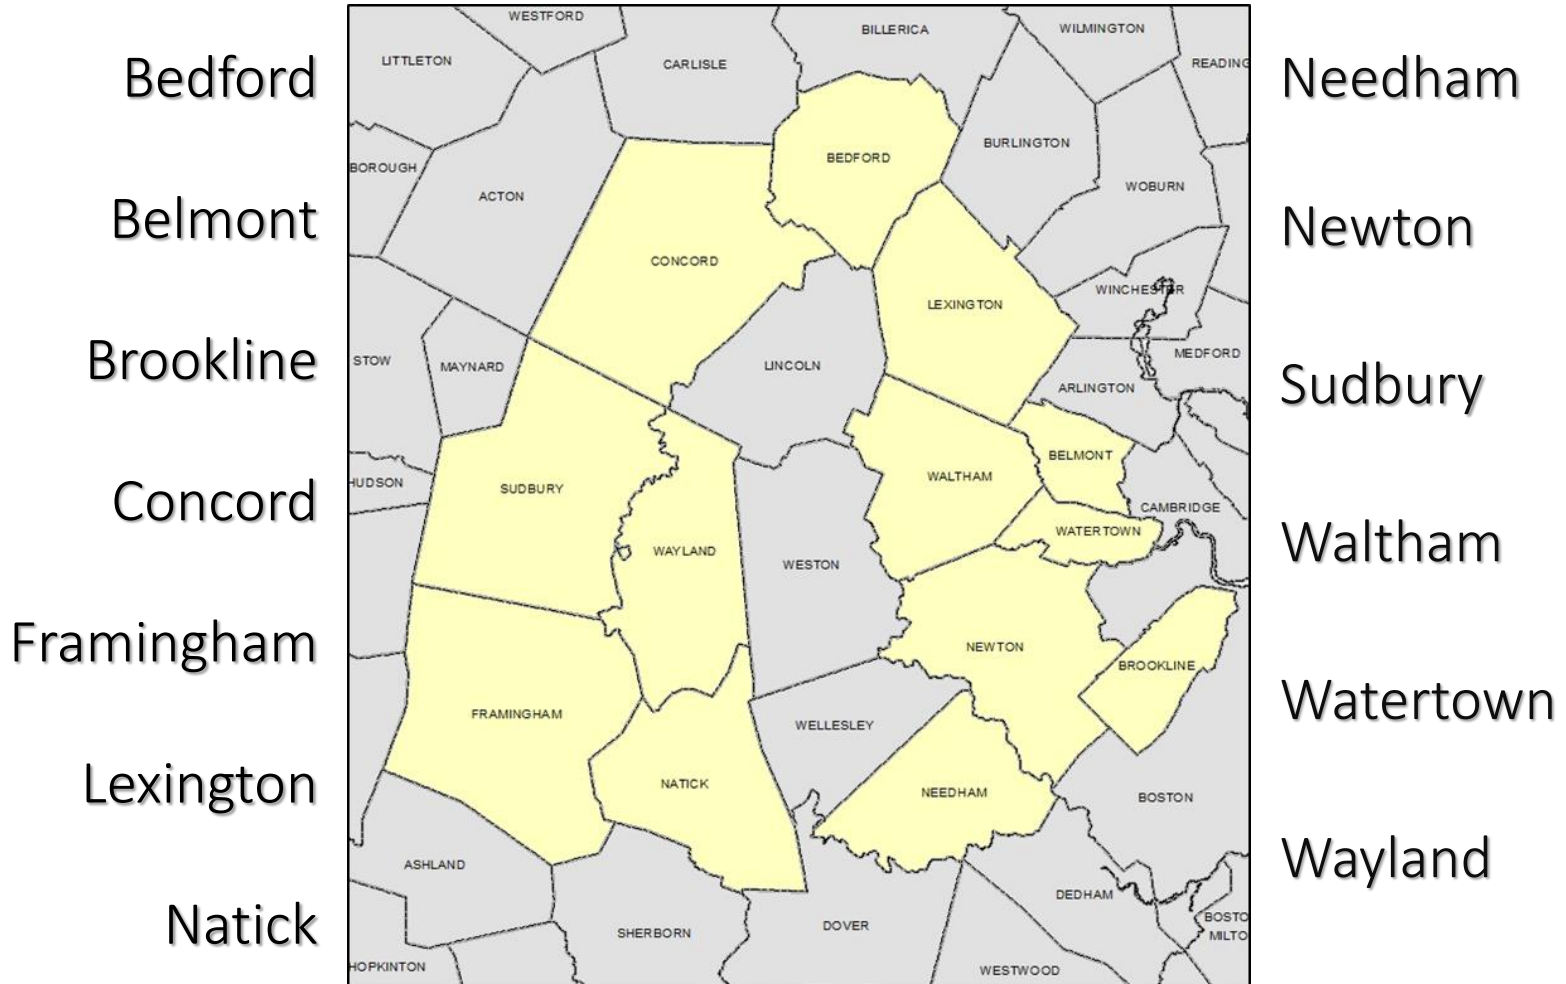 Bedford
Belmont
Brookline
Concord
Framingham
Lexington
Natick
WESTFORD
BILLERICA
WILMINGTON
LITTLETON
CARLISLE
READING
BURLINGTON
BEDFORD
BOROUGH
WOBURN
ACTON
CONCORD
WINCHESTER
LEXINGTON
MEDFORD
STOW
MAYNARD
LINCOLN
ARLINGTON
BELMONT
WALTHAM
HUDSON
SUDBURY
CAMBRIDGE
WATERTOWN
WAYLAND
WESTON
NEWTON
BROOKLINE
FRAMINGHAM
WELLESLEY
NATICK
NEEDHAM
BOSTON
ASHLAND
DEDHAM
BOSTO
MILTO
SHERBORN
DOVER
HOPKINTON
WESTWOOD
Needham
Newton
Sudbury
Waltham
Watertown
Wayland